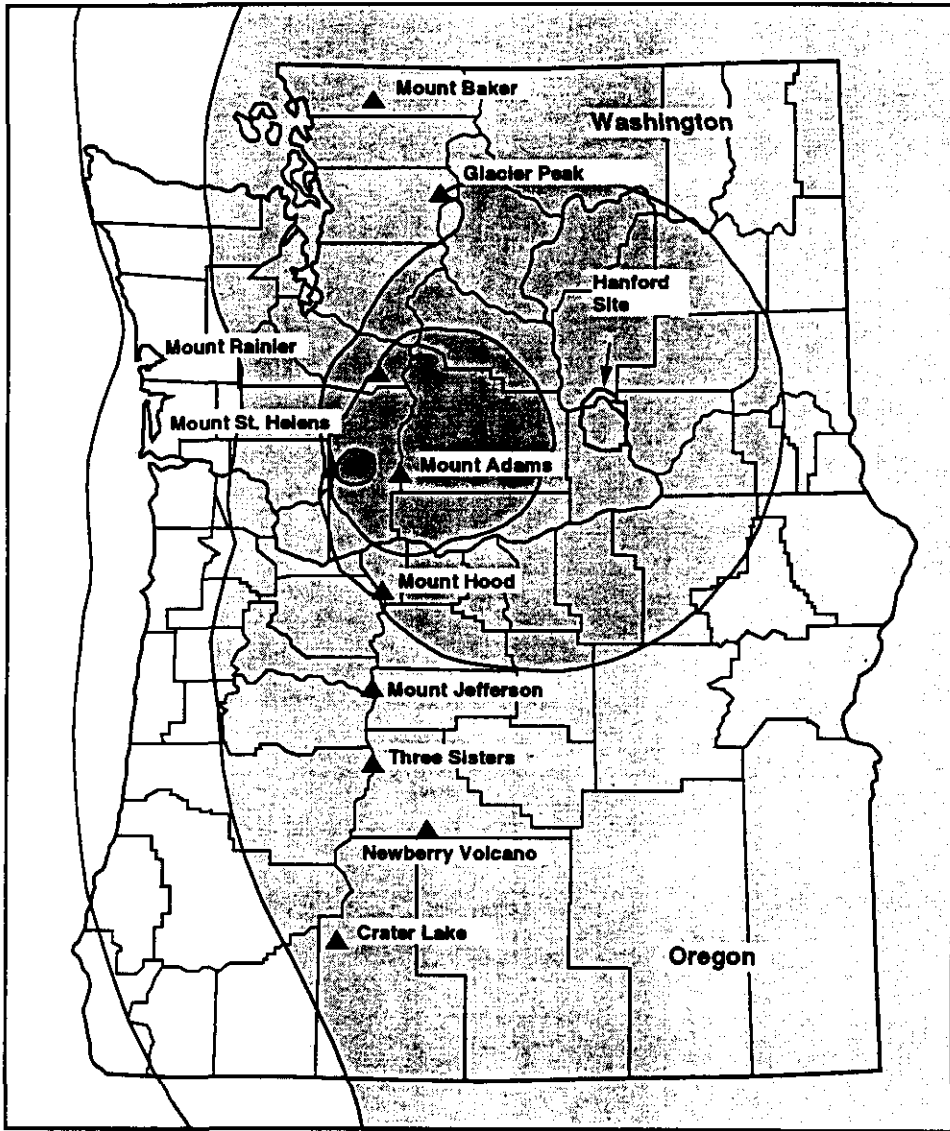 Mount Baker
Washington
Glacier Peak
Hanford
Site
Mount Rainier
Mount St. Helens
Mount Adams
Mount Hood
Mount Jefferson
Three Sisters
Newberry Volcano
Crater Lake
Oregon